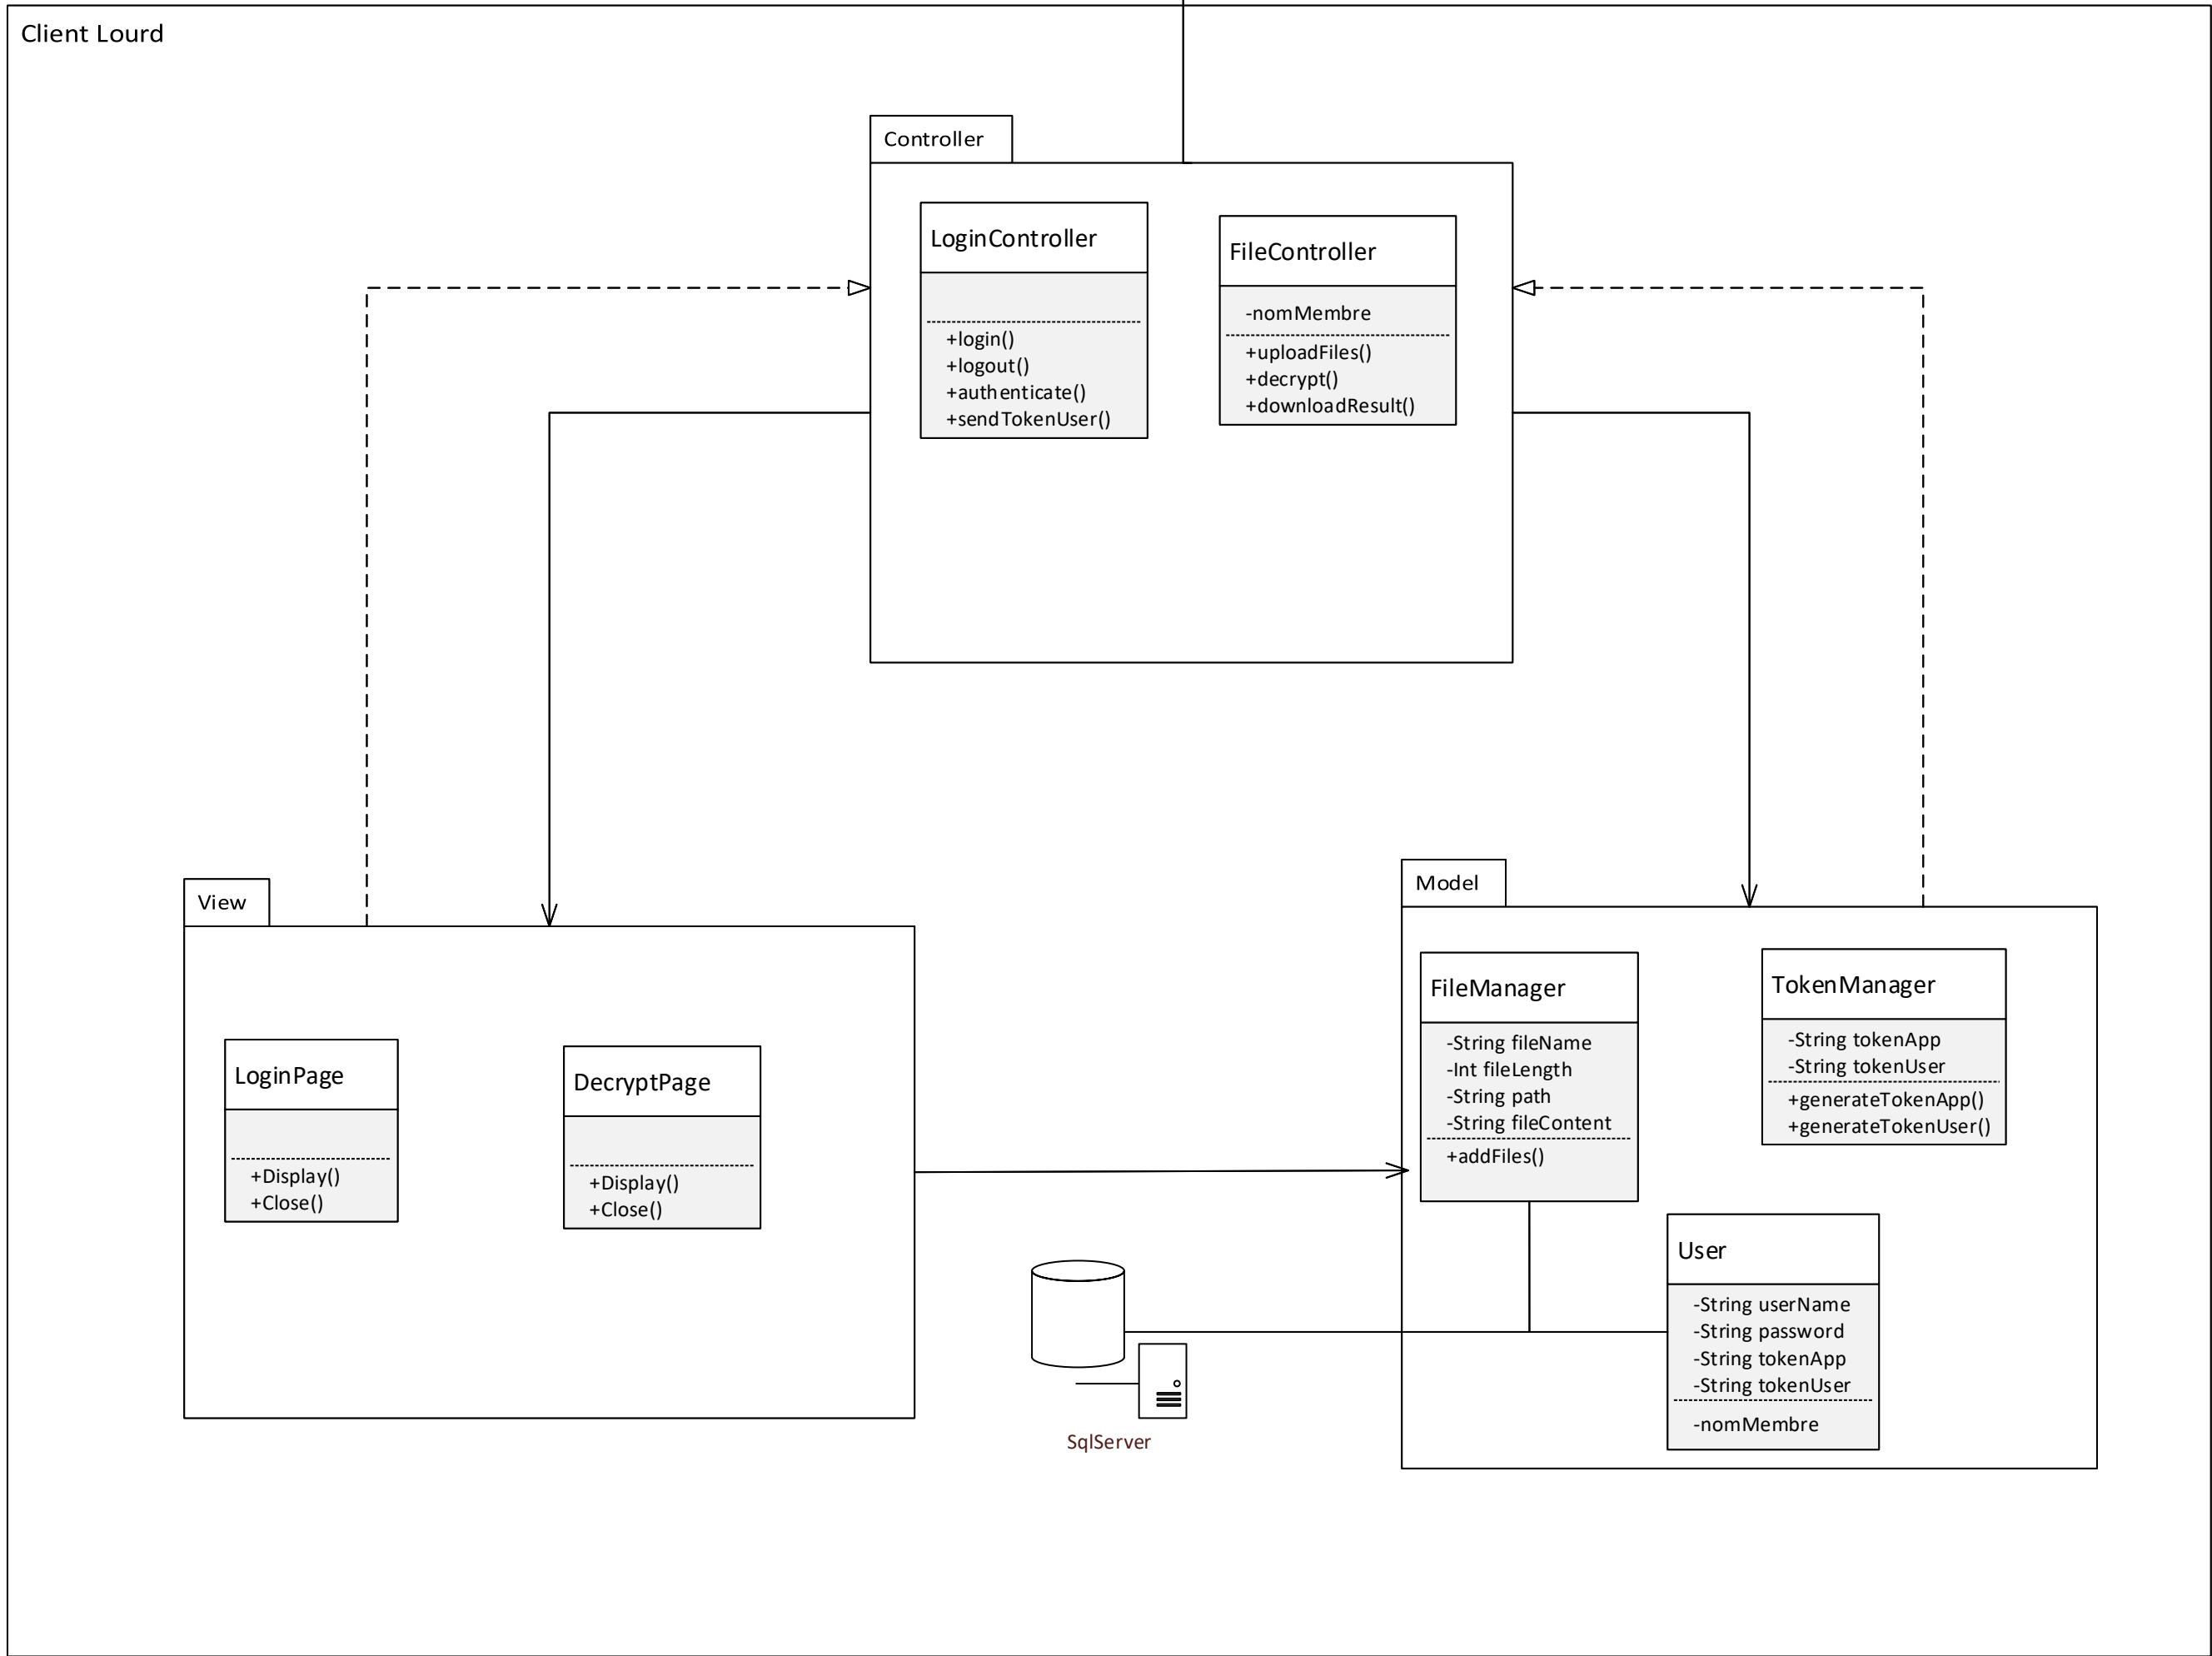 Client Lourd
Controller
LoginController
+login()
+logout()
+authenticate()
+sendTokenUser()
FileController
-nomMembre
+uploadFiles()
+decrypt()
+downloadResult()
View
LoginPage
+Display()
+Close()
DecryptPage
+Display()
+Close()
Model
FileManager
-String fileName
-Int fileLength
-String path
-String fileContent
+addFiles()
TokenManager
-String tokenApp
-String tokenUser
+generateTokenApp()
+generateTokenUser()
User
-String userName
-String password
-String tokenApp
-String tokenUser
-nomMembre
SqlServer